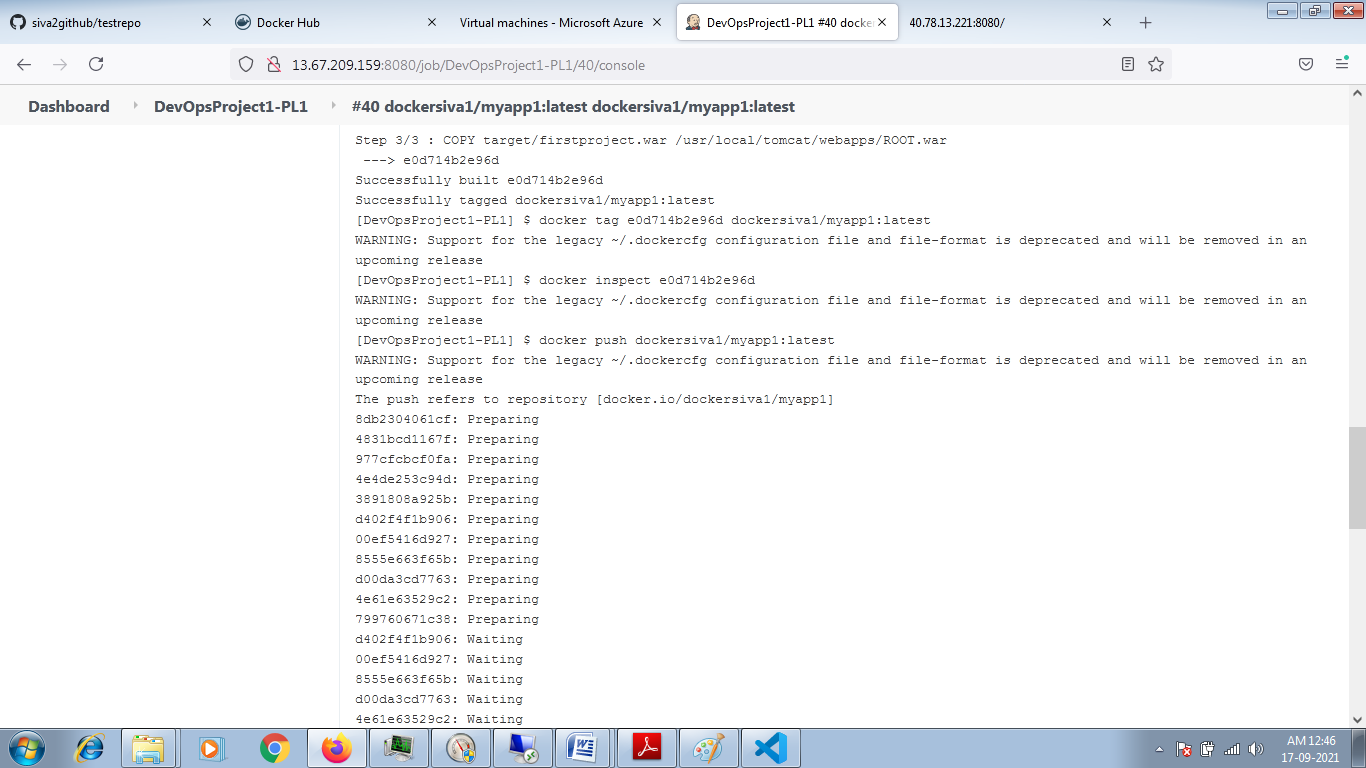 siva2github/testrepo
Docker Hub
Virtual machines - Microsoft Azure
DevOpsProject1-PL1 #40 docke
40.78.13.221:8080/
13.67.209.159:8080/job/DevOpsProject1-PL1/40/console
Dashboard
DevOpsProject1-PL1
#40 dockersiva1/myapp1:latest dockersiva1/myapp1:latest
Step 3/3 : COPY target/firstproject.war /usr/local/tomcat/webapps/ROOT.war
---> e0d714b2e96d
Successfully built e0d714b2e96d
Successfully tagged dockersiva1/myapp1:latest
[DevOpsProject1-PL1] $ docker tag e0d714b2e96d dockersiva1/myapp1:latest
WARNING: Support for the legacy ~/.dockercfg configuration file and file-format is deprecated and will be removed in an
upcoming release
[DevOpsProject1-PL1] $ docker inspect e0d714b2e96d
WARNING: Support for the legacy ~/.dockercfg configuration file and file-format is deprecated and will be removed in an
upcoming release
[DevOpsProject1-PL1] $ docker push dockersiva1/myapp1:latest
WARNING: Support for the legacy ~/.dockercfg configuration file and file-format is deprecated and will be removed in an
upcoming release
The push refers to repository [docker.io/dockersiva1/myapp1]
8db2304061cf: Preparing
4831bcd1167f: Preparing
977cfcbcf0fa: Preparing
4e4de253c94d: Preparing
3891808a925b: Preparing
d402f4f1b906: Preparing
00ef5416d927: Preparing
8555e663f65b: Preparing
d00da3cd7763: Preparing
4e61e63529c2: Preparing
799760671c38: Preparing
d402f4f1b906: Waiting
00ef5416d927: Waiting
8555e663f65b: Waiting
d00da3cd7763: Waiting
4e61e63529c2: Waiting
AM 12:46
17-09-2021